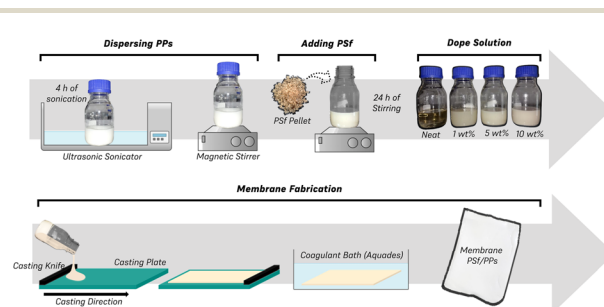 Dispersing PPs
Adding PSf
Dope Solution
4 h of
sonication
Ultrasonic Sonicator
Magnetic Stirrer
PSf Pellet
24 h of
Stirring
Neat
1 wt%
5 wt%
10 wt%
Membrane Fabrication
Casting Knife
Casting Plate
Casting Direction
Coagulant Bath (Aquades)
Membrane
PSf/PPs